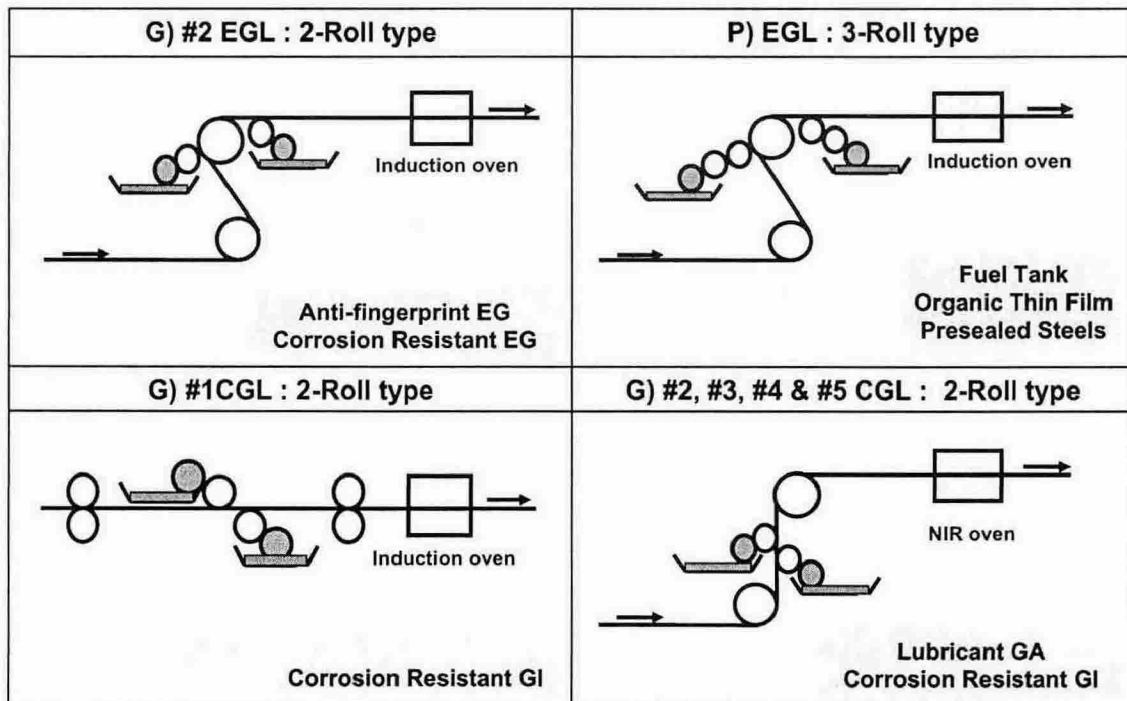 G) #2 EGL : 2-Roll type
P) EGL : 3-Roll type
Induction oven
Induction oven
Anti-fingerprint EG
Corrosion Resistant EG
Fuel Tank
Organic Thin Film
Presealed Steels
G) #1CGL : 2-Roll type
G) #2, #3, #4 & #5 CGL : 2-Roll type
Induction oven
NIR oven
Corrosion Resistant GI
Lubricant GA
Corrosion Resistant GI